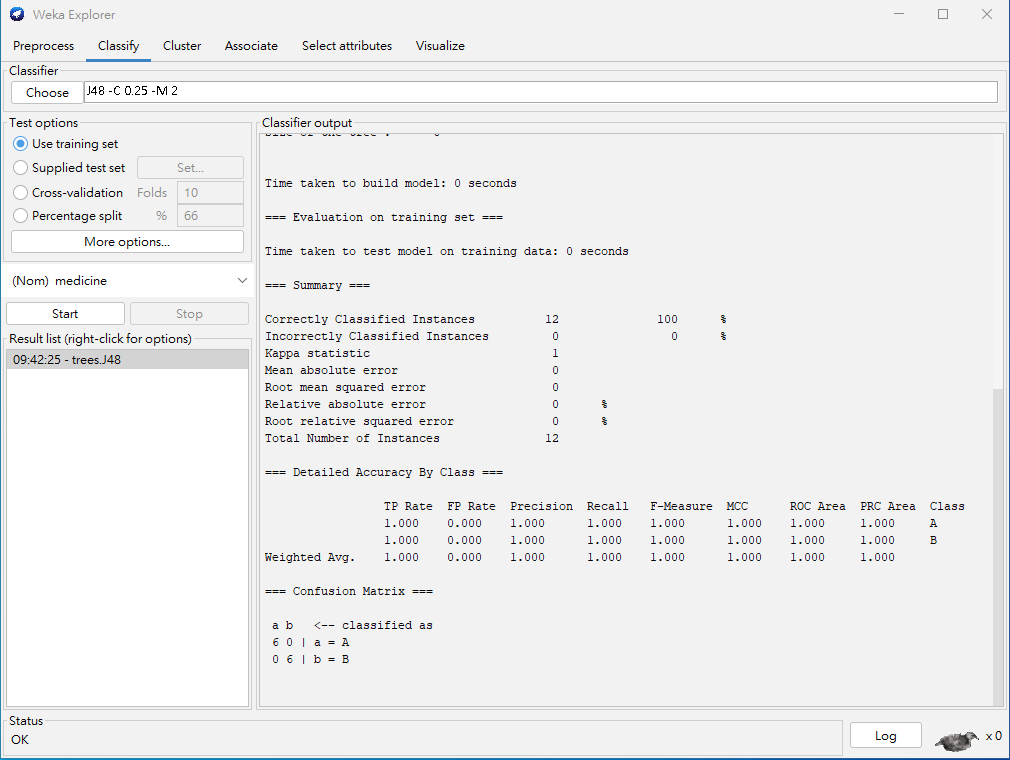 Weka Explorer
Preprocess Classify Cluster Associate Select attributes Visualize
Classifier
Choose J48 -C 0.25 -M 2
Test options
Use training set
Supplied test set Set...
Cross-validation Folds 10
Percentage split % 66
More options...
(Nom) medicine
Start Stop
Result list (right-click for options)
09:42:25 - trees.J48
Classifier output
Time taken to build model: 0 seconds
=== Evaluation on training set ===
Time taken to test model on training data: 0 seconds
=== Summary ===
Correctly Classified Instances 12 100 %
Incorrectly Classified Instances 0 0 %
Kappa statistic 1
Mean absolute error 0
Root mean squared error 0
Relative absolute error 0 %
Root relative squared error 0 %
Total Number of Instances 12
=== Detailed Accuracy By Class ===
TP Rate FP Rate Precision Recall F-Measure MCC ROC Area PRC Area Class
1.000 0.000 1.000 1.000 1.000 1.000 1.000 1.000 A
1.000 0.000 1.000 1.000 1.000 1.000 1.000 1.000 B
Weighted Avg. 1.000 0.000 1.000 1.000 1.000 1.000 1.000 1.000
=== Confusion Matrix ===
a b <-- classified as
6 0 | a = A
0 6 | b = B
Status
OK
Log
x 0